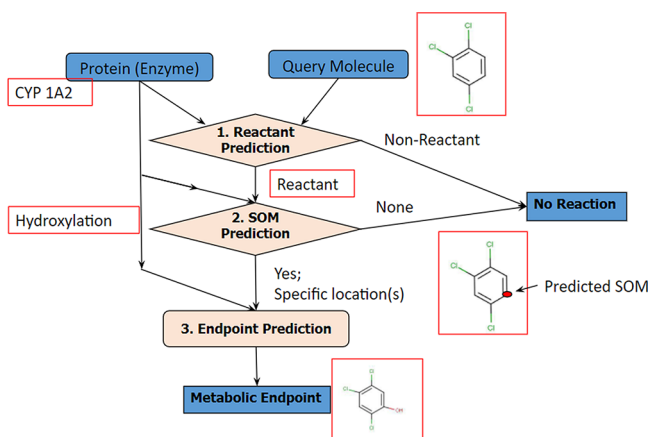 Cl
Cl
Cl
Protein (Enzyme)
Query Molecule
CYP 1A2
1. Reactant
Prediction
Non-Reactant
Reactant
Hydroxylation
2. SOM
Prediction
None
No Reaction
Cl
Cl
Cl
Predicted SOM
Yes;
Specific location(s)
3. Endpoint Prediction
Metabolic Endpoint
Cl
Cl
Cl
OH